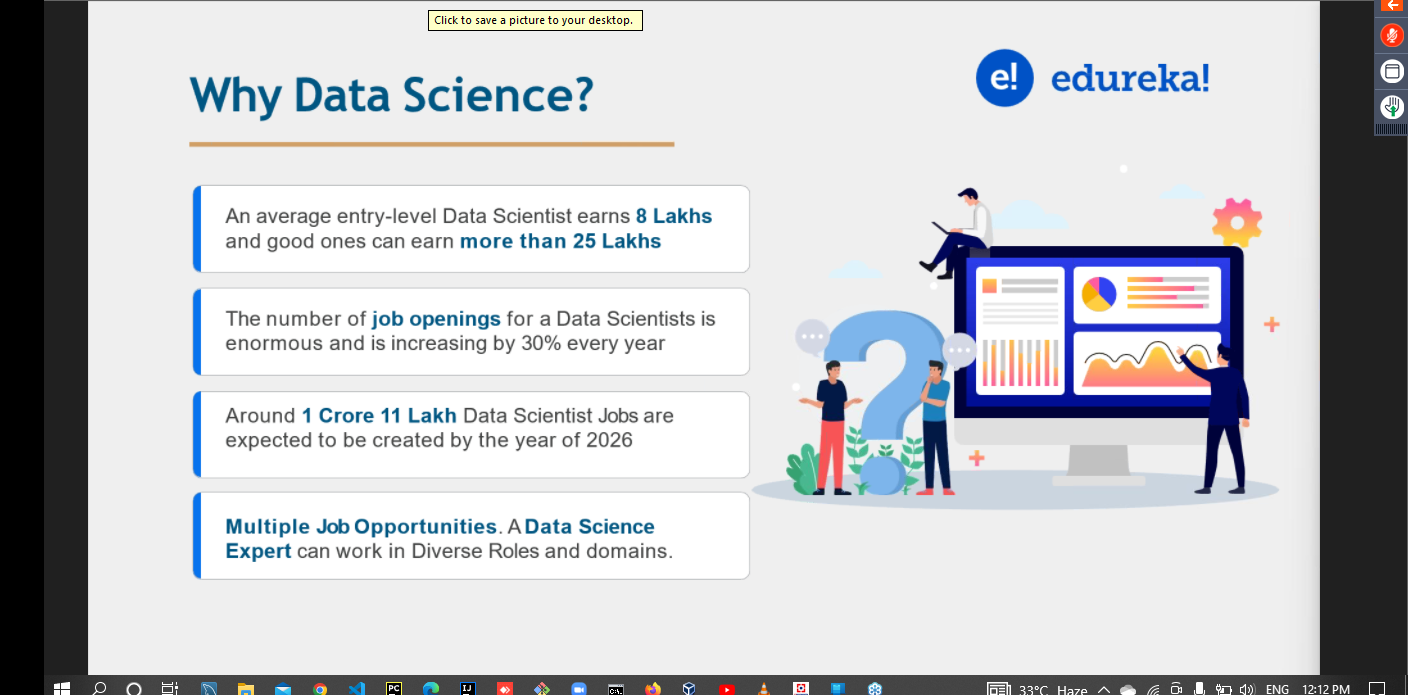 Click to save a picture to your desktop.
Why Data Science?
e! edureka!
An average entry-level Data Scientist earns 8 Lakhs
and good ones can earn more than 25 Lakhs
The number of job openings for a Data Scientists is
enormous and is increasing by 30% every year
Around 1 Crore 11 Lakh Data Scientist Jobs are
expected to be created by the year of 2026
Multiple Job Opportunities. A Data Science
Expert can work in Diverse Roles and domains.
PC IJ C:\ 33°C Haze ENG 12:12 PM